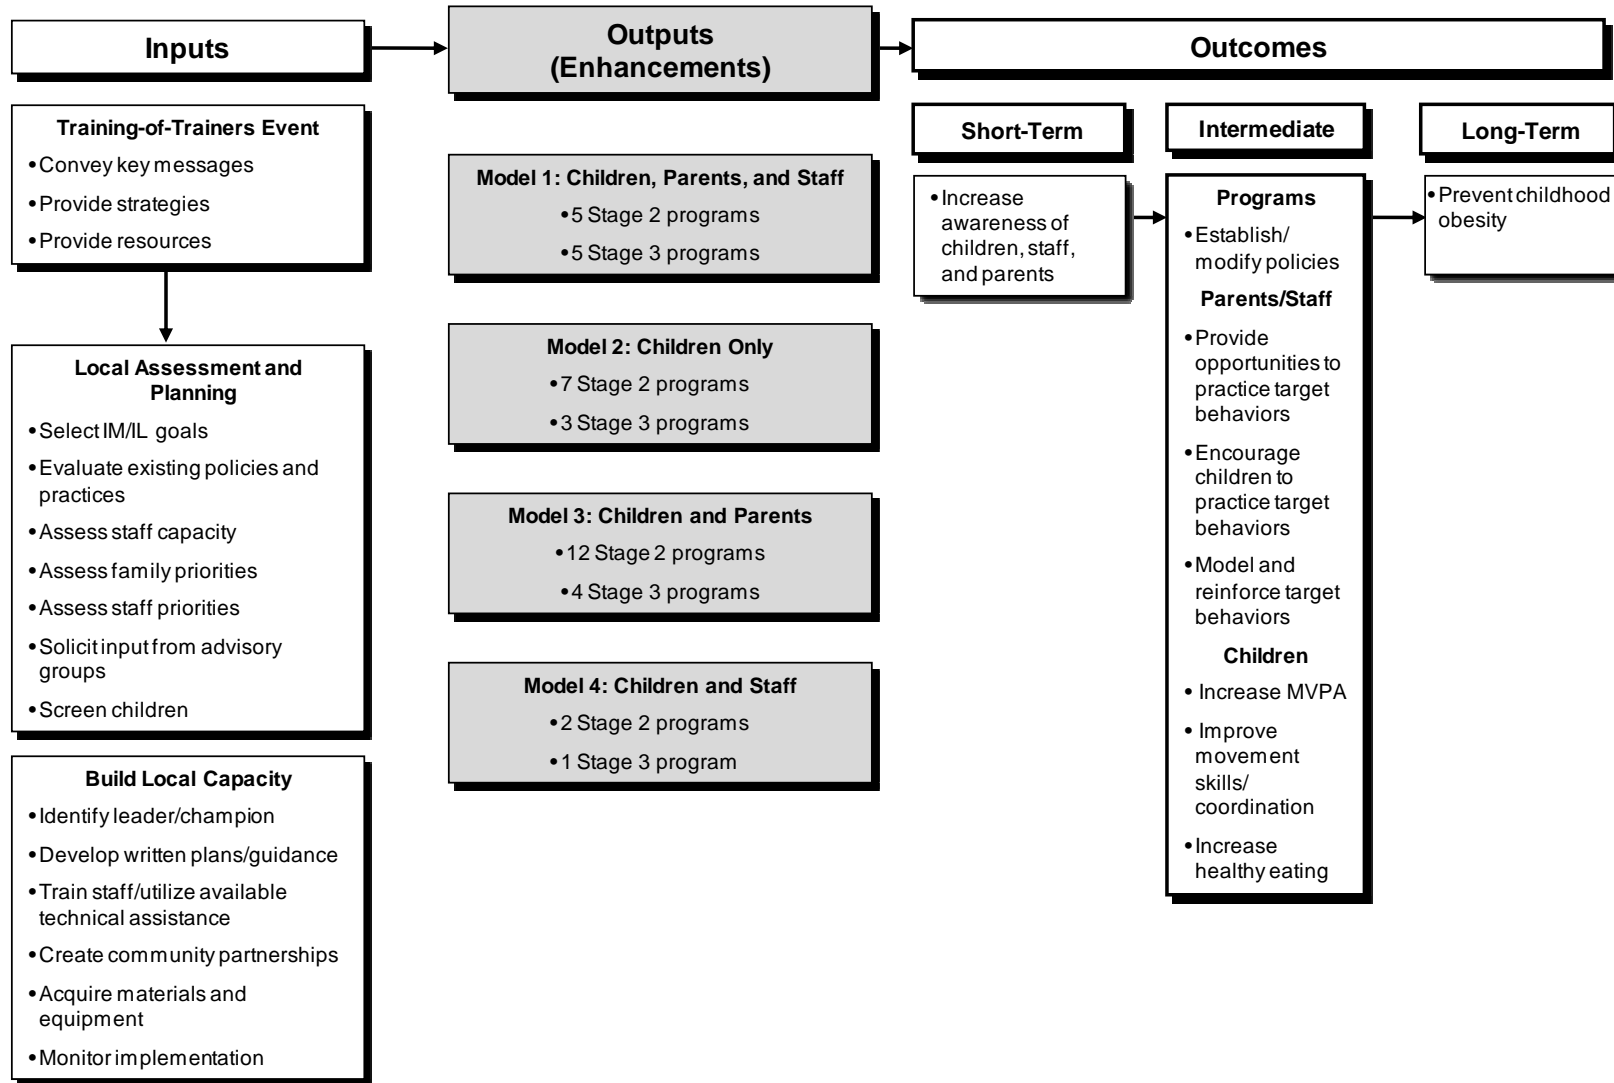 Inputs
Training-of-Trainers Event
•Convey key messages
•Provide strategies
•Provide resources
Local Assessment and
Planning
•Select IM/IL goals
•Evaluate existing policies and
practices
•Assess staff capacity
•Assess family priorities
•Assess staff priorities
•Solicit input from advisory
groups
•Screen children
Build Local Capacity
•Identify leader/champion
•Develop written plans/guidance
•Train staff/utilize available
technical assistance
•Create community partnerships
•Acquire materials and
equipment
•Monitor implementation
Outputs
(Enhancements)
Model 1: Children, Parents, and Staff
•5 Stage 2 programs
•5 Stage 3 programs
Model 2: Children Only
•7 Stage 2 programs
•3 Stage 3 programs
Model 3: Children and Parents
•12 Stage 2 programs
•4 Stage 3 programs
Model 4: Children and Staff
•2 Stage 2 programs
•1 Stage 3 program
Outcomes
Short-Term
•Increase
awareness of
children, staff,
and parents
Intermediate
Programs
•Establish/
modify policies
Parents/Staff
•Provide
opportunities to
practice target
behaviors
•Encourage
children to
practice target
behaviors
•Model and
reinforce target
behaviors
Children
• Increase MVPA
• Improve
movement
skills/
coordination
•Increase
healthy eating
Long-Term
•Prevent childhood
obesity